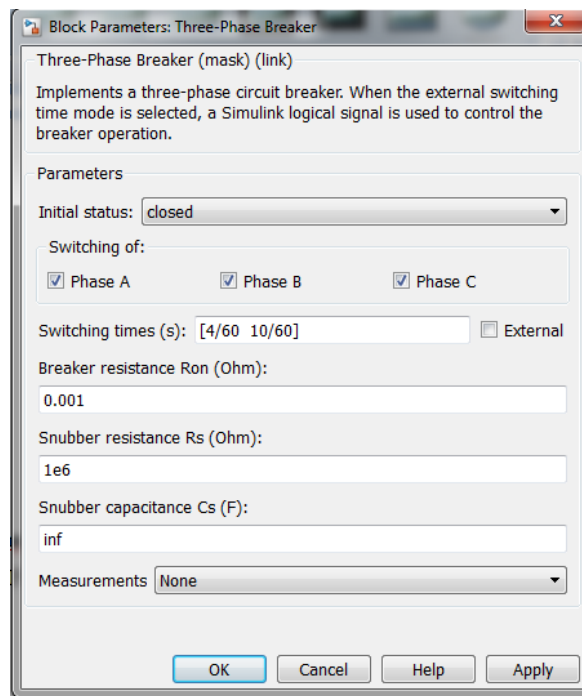 Block Parameters: Three-Phase Breaker
Three-Phase Breaker (mask) (link)
Implements a three-phase circuit breaker. When the external switching
time mode is selected, a Simulink logical signal is used to control the
breaker operation.
Parameters
Initial status: closed
Switching of:
Phase A Phase B Phase C
Switching times (s): [4/60 10/60] External
Breaker resistance Ron (Ohm):
0.001
Snubber resistance Rs (Ohm):
1e6
Snubber capacitance Cs (F):
inf
Measurements None
OK Cancel Help Apply